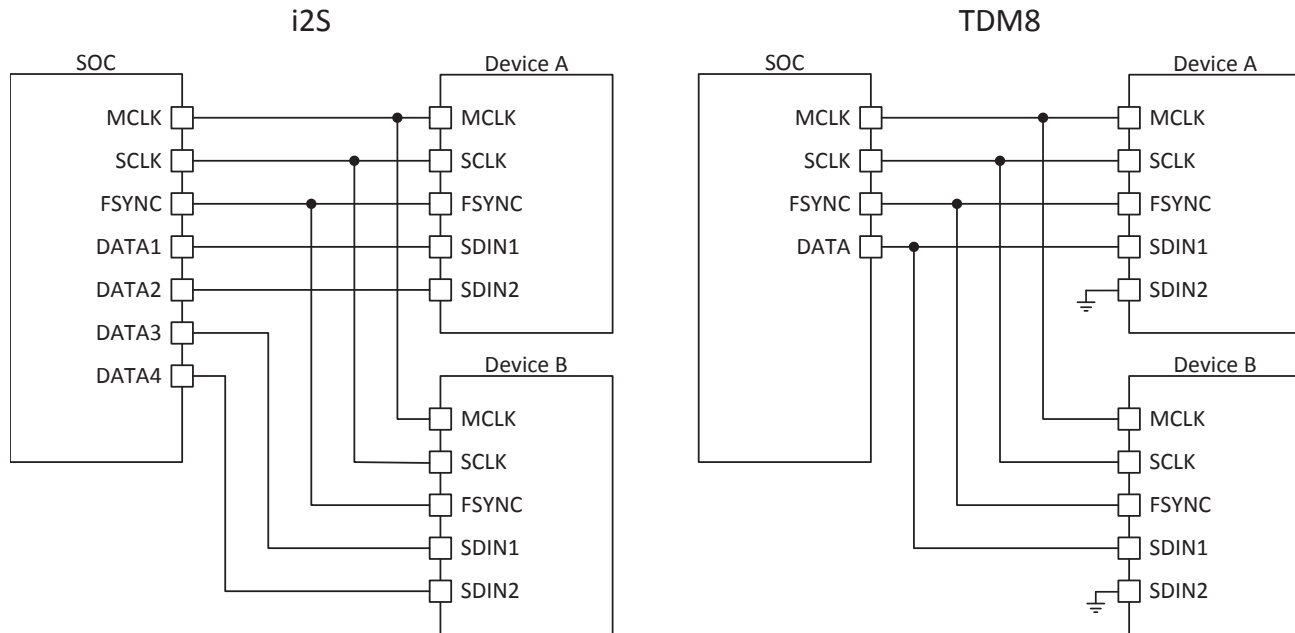 i2S
SOC
MCLK
SCLK
FSYNC
DATA1
DATA2
DATA3
DATA4
Device A
MCLK
SCLK
FSYNC
SDIN1
SDIN2
Device B
MCLK
SCLK
FSYNC
SDIN1
SDIN2
TDM8
SOC
MCLK
SCLK
FSYNC
DATA
Device A
MCLK
SCLK
FSYNC
SDIN1
SDIN2
Device B
MCLK
SCLK
FSYNC
SDIN1
SDIN2